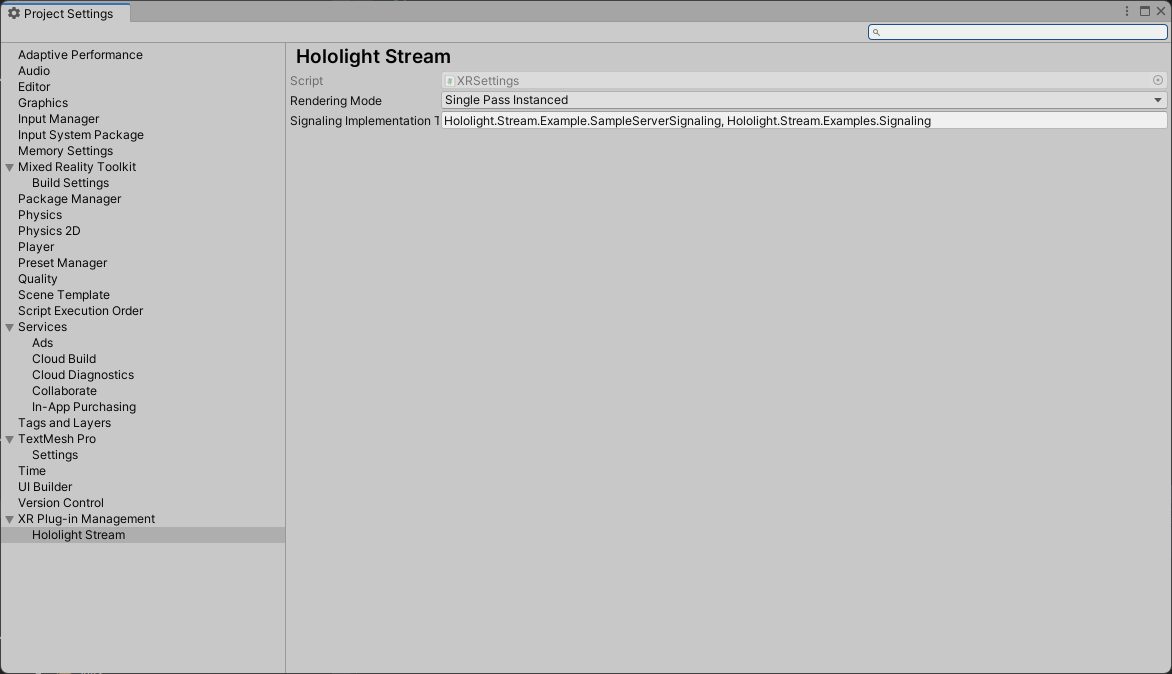 Project Settings
Adaptive Performance
Audio
Editor
Graphics
Input Manager
Input System Package
Memory Settings
Mixed Reality Toolkit
Build Settings
Package Manager
Physics
Physics 2D
Player
Preset Manager
Quality
Scene Template
Script Execution Order
Services
Ads
Cloud Build
Cloud Diagnostics
Collaborate
In-App Purchasing
Tags and Layers
TextMesh Pro
Settings
Time
UI Builder
Version Control
XR Plug-in Management
Hololight Stream
Hololight Stream
Script XRSettings
Rendering Mode Single Pass Instanced
Signaling Implementation T Hololight.Stream.Example.SampleServerSignaling, Hololight.Stream.Examples.Signaling